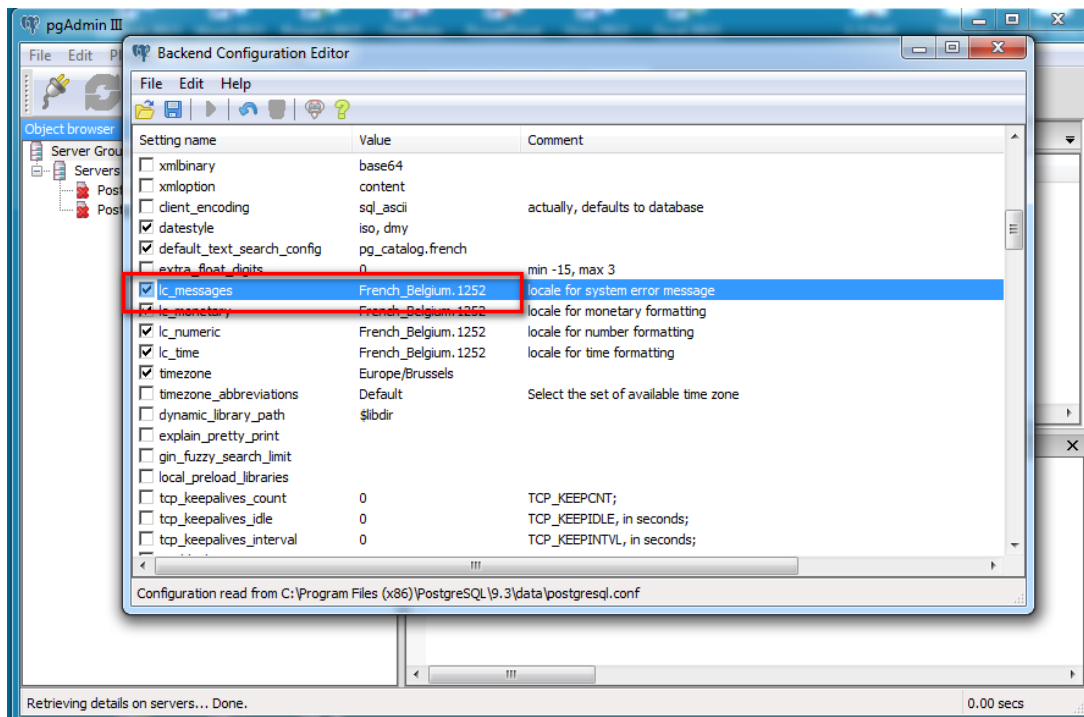 pgAdmin III
File Edit
Backend Configuration Editor
File Edit Help
Object browser
Server Grou
Servers
Post
Post
Setting name Value Comment
xmlbinary base64
xmloption content
client_encoding sql_ascii actually, defaults to database
datestyle iso, dmy
default_text_search_config pg_catalog.french
extra_float_digits 0 min -15, max 3
lc_messages French_Belgium.1252 locale for system error message
lc_monetary French_Belgium.1252 locale for monetary formatting
lc_numeric French_Belgium.1252 locale for number formatting
lc_time French_Belgium.1252 locale for time formatting
timezone Europe/Brussels
timezone_abbreviations Default Select the set of available time zone
dynamic_library_path $libdir
explain_pretty_print
gin_fuzzy_search_limit
local_preload_libraries
tcp_keepalives_count 0 TCP_KEEPCNT;
tcp_keepalives_idle 0 TCP_KEEPIDLE, in seconds;
tcp_keepalives_interval 0 TCP_KEEPINTVL, in seconds;
Configuration read from C:\Program Files (x86)\PostgreSQL\9.3\data\postgresql.conf
Retrieving details on servers... Done. 0.00 secs